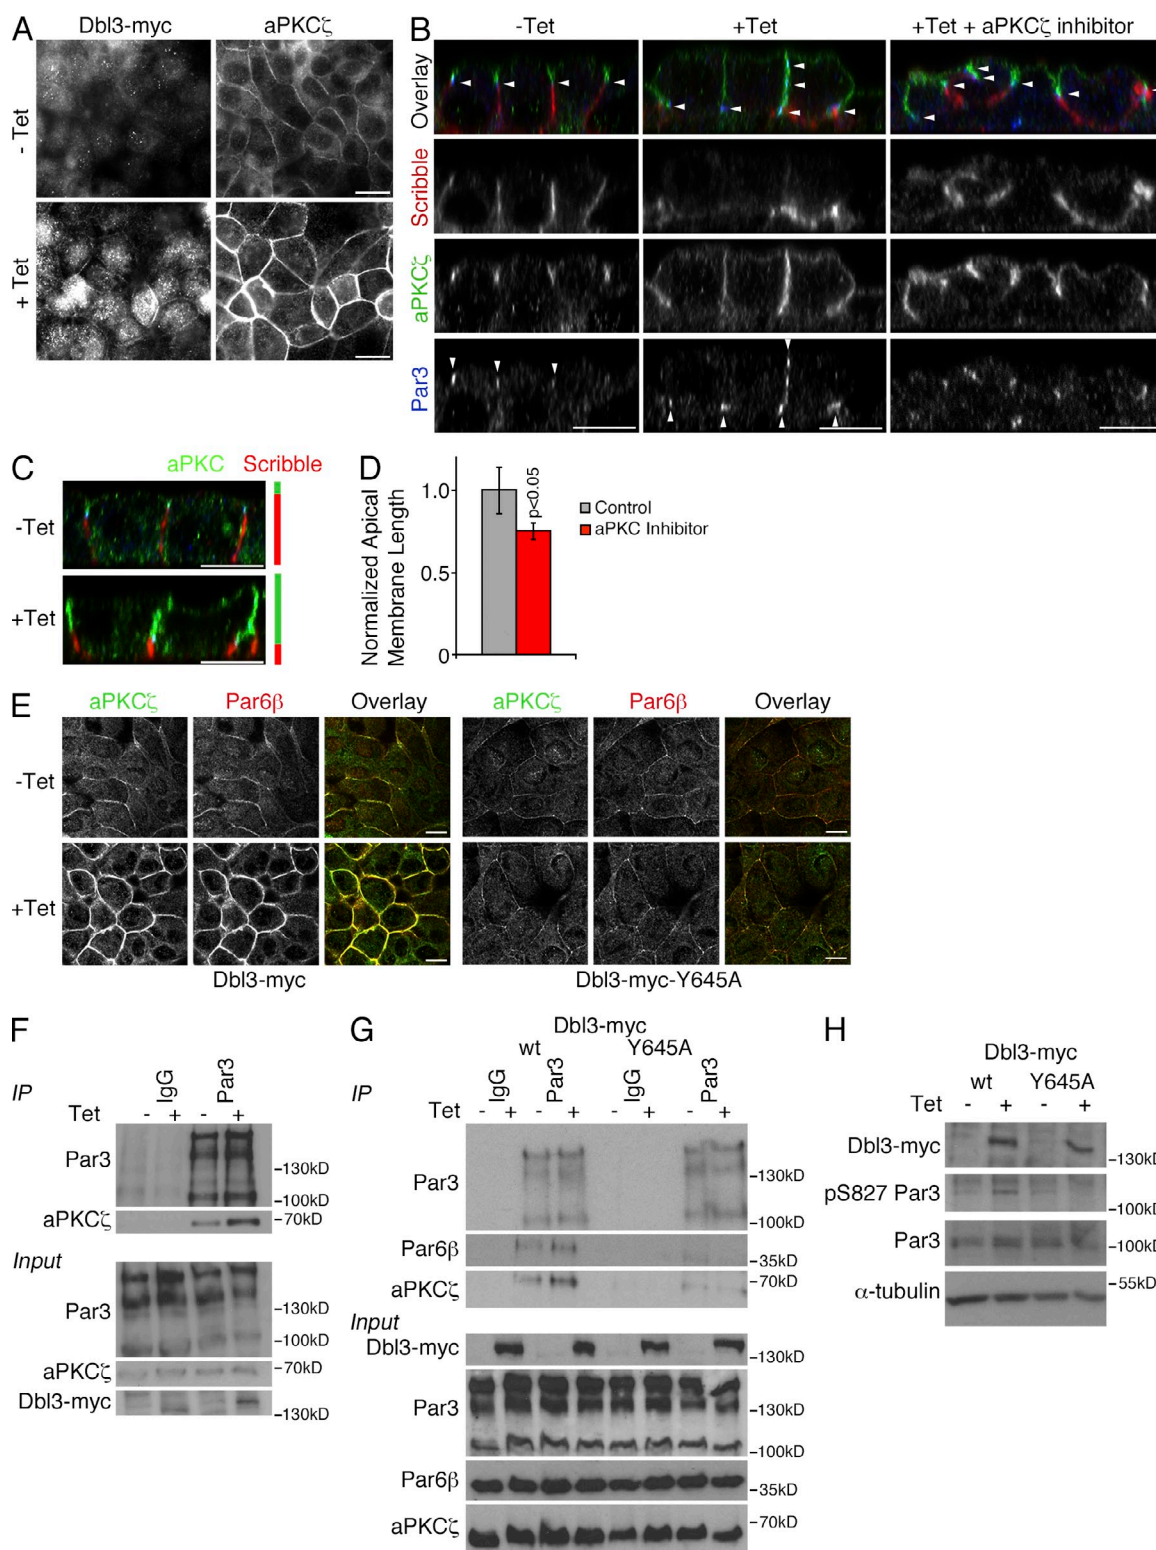 A
Dbl3-myc aPKCζ
- Tet
+ Tet
B
-Tet +Tet +Tet + aPKCζ inhibitor
Overlay
Scribble
aPKCζ
Par3
C
aPKC Scribble
-Tet
+Tet
D
Normalized Apical
Membrane Length
1.0
0.5
0
p<0.05
Control
aPKC Inhibitor
E
aPKCζ Par6β Overlay aPKCζ Par6β Overlay
-Tet
+Tet
Dbl3-myc Dbl3-myc-Y645A
F
IP IgG Par3
Tet - + - +
Par3
-130kD
-100kD
aPKCζ -70kD
Input
Par3
-130kD
-100kD
aPKCζ -70kD
Dbl3-myc
-130kD
G
Dbl3-myc
wt Y645A
IP IgG Par3 IgG Par3
Tet - + - + - + - +
Par3
-130kD
-100kD
Par6β
-35kD
aPKCζ
-70kD
Input
Dbl3-myc
-130kD
Par3
-130kD
-100kD
Par6β
-35kD
aPKCζ
-70kD
H
Dbl3-myc
wt Y645A
Tet - + - +
Dbl3-myc
-130kD
pS827 Par3
-100kD
Par3
-100kD
α-tubulin
-55kD